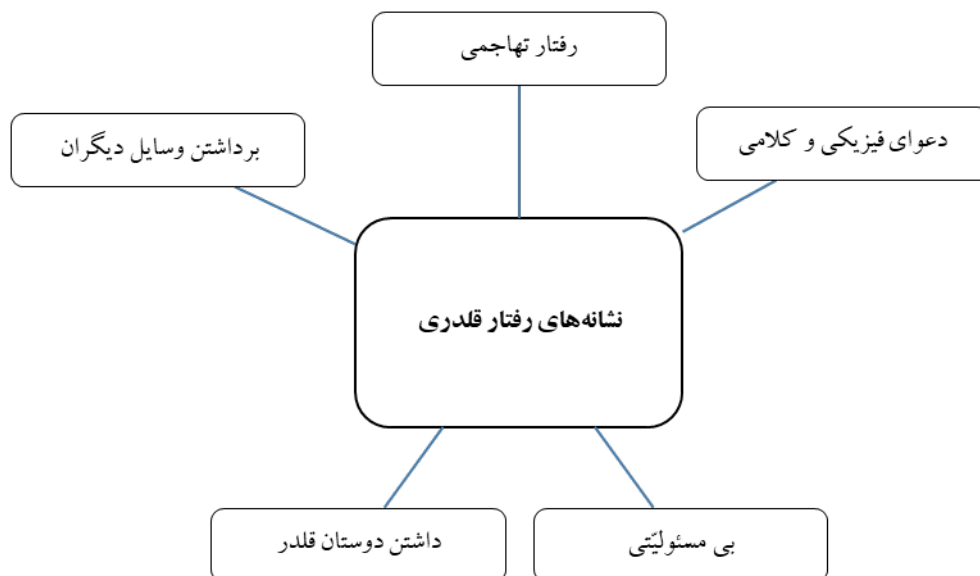 رفتار تهاجمی
دعوای فیزیکی و کلامی
برداشتن وسایل دیگران
نشانه‌های رفتار قلدری
بی مسئولیّتی
داشتن دوستان قلدر